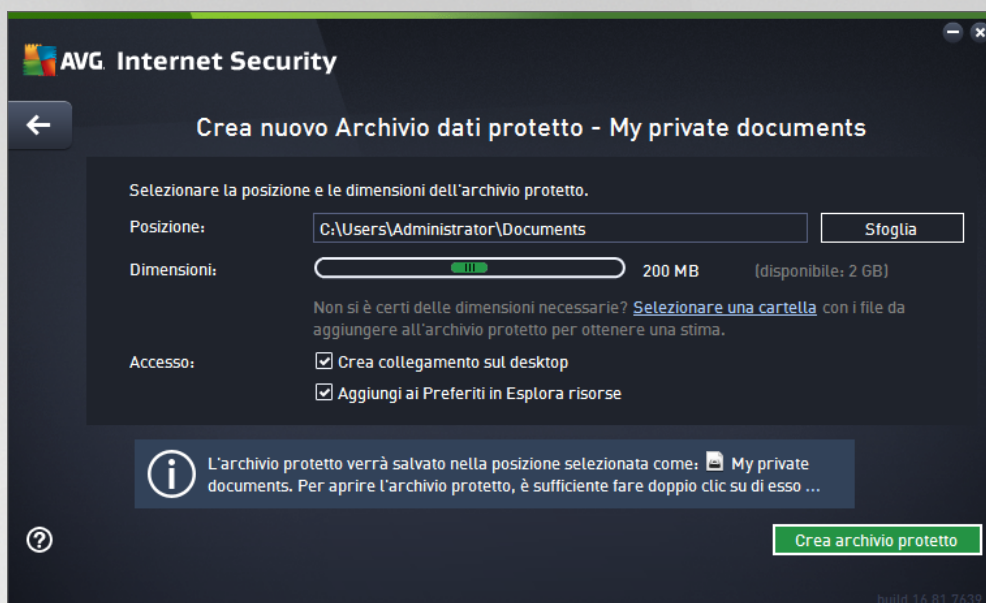 AVG Internet Security
Crea nuovo Archivio dati protetto - My private documents
Selezionare la posizione e le dimensioni dell'archivio protetto.
Posizione: C:\Users\Administrator\Documents Sfoglia
Dimensioni: 200 MB (disponibile: 2 GB)
Non si è certi delle dimensioni necessarie? Selezionare una cartella con i file da
aggiungere all'archivio protetto per ottenere una stima.
Accesso: Crea collegamento sul desktop
Aggiungi ai Preferiti in Esplora risorse
L'archivio protetto verrà salvato nella posizione selezionata come: My private
documents. Per aprire l'archivio protetto, è sufficiente fare doppio clic su di esso ...
Crea archivio protetto
build 16.81.7639